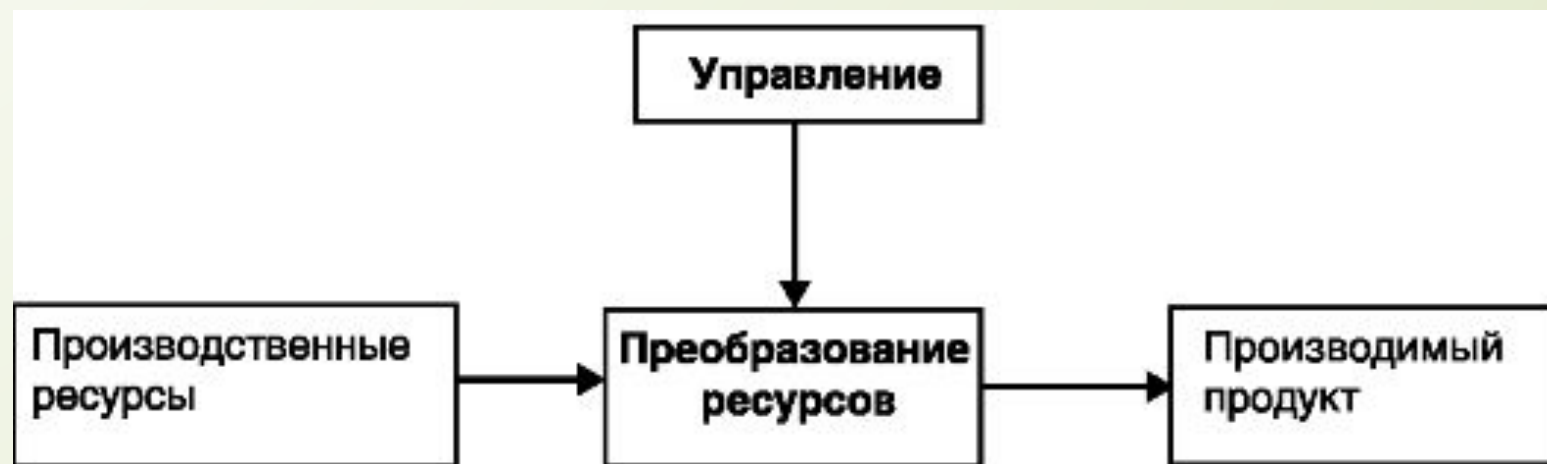 Управление
Производственные
ресурсы
Преобразование
ресурсов
Производимый
продукт